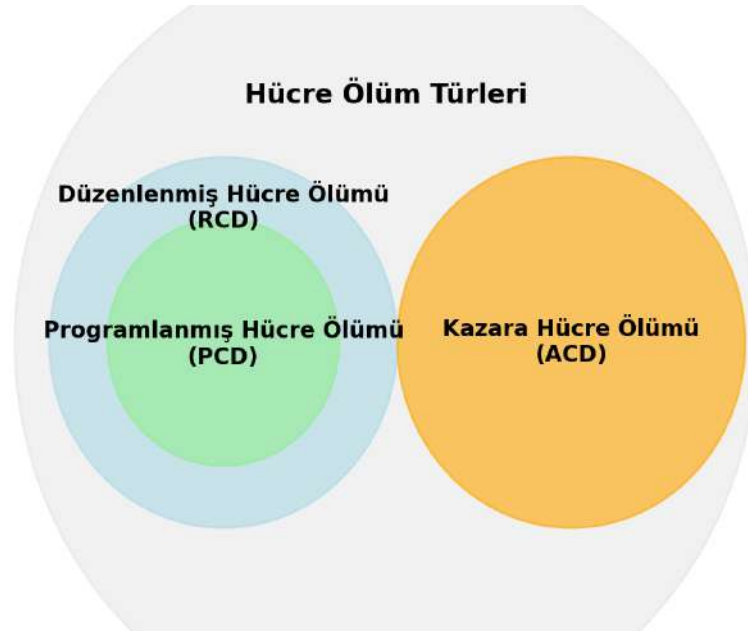 Hücre Ölüm Türleri
Düzenlenmiş Hücre Ölümü
(RCD)
Programlanmış Hücre Ölümü
(PCD)
Kazara Hücre Ölümü
(ACD)